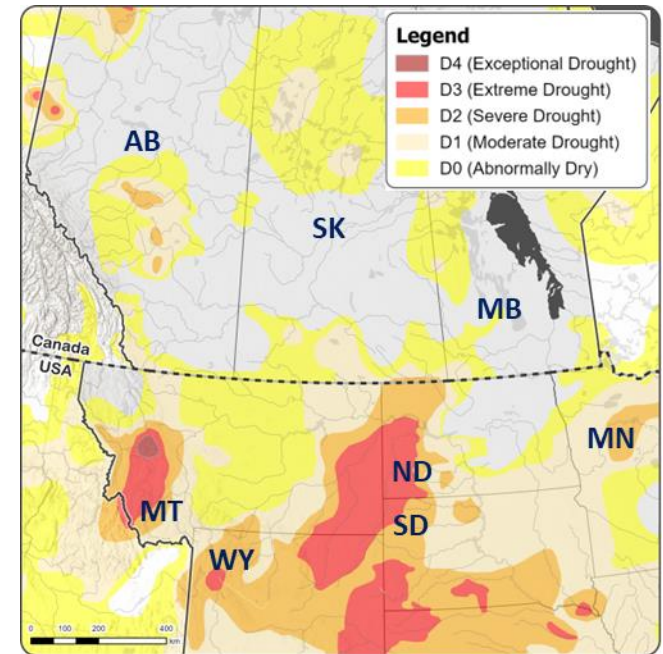 Legend
D4 (Exceptional Drought)
D3 (Extreme Drought)
D2 (Severe Drought)
D1 (Moderate Drought)
D0 (Abnormally Dry)
AB
SK
MB
Canada
USA
MN
ND
MT
SD
WY
0 100 200 400
km